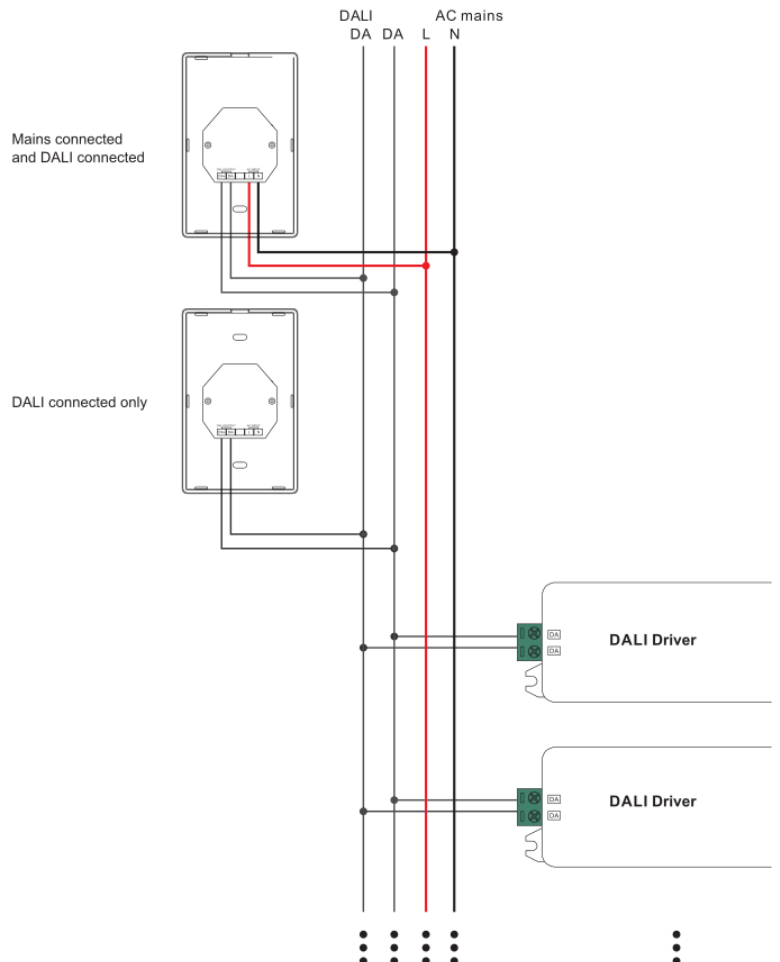 DALI AC mains
DA DA L N
Mains connected
and DALI connected
DALI connected only
DA
DALI Driver
DA
DA
DALI Driver
DA